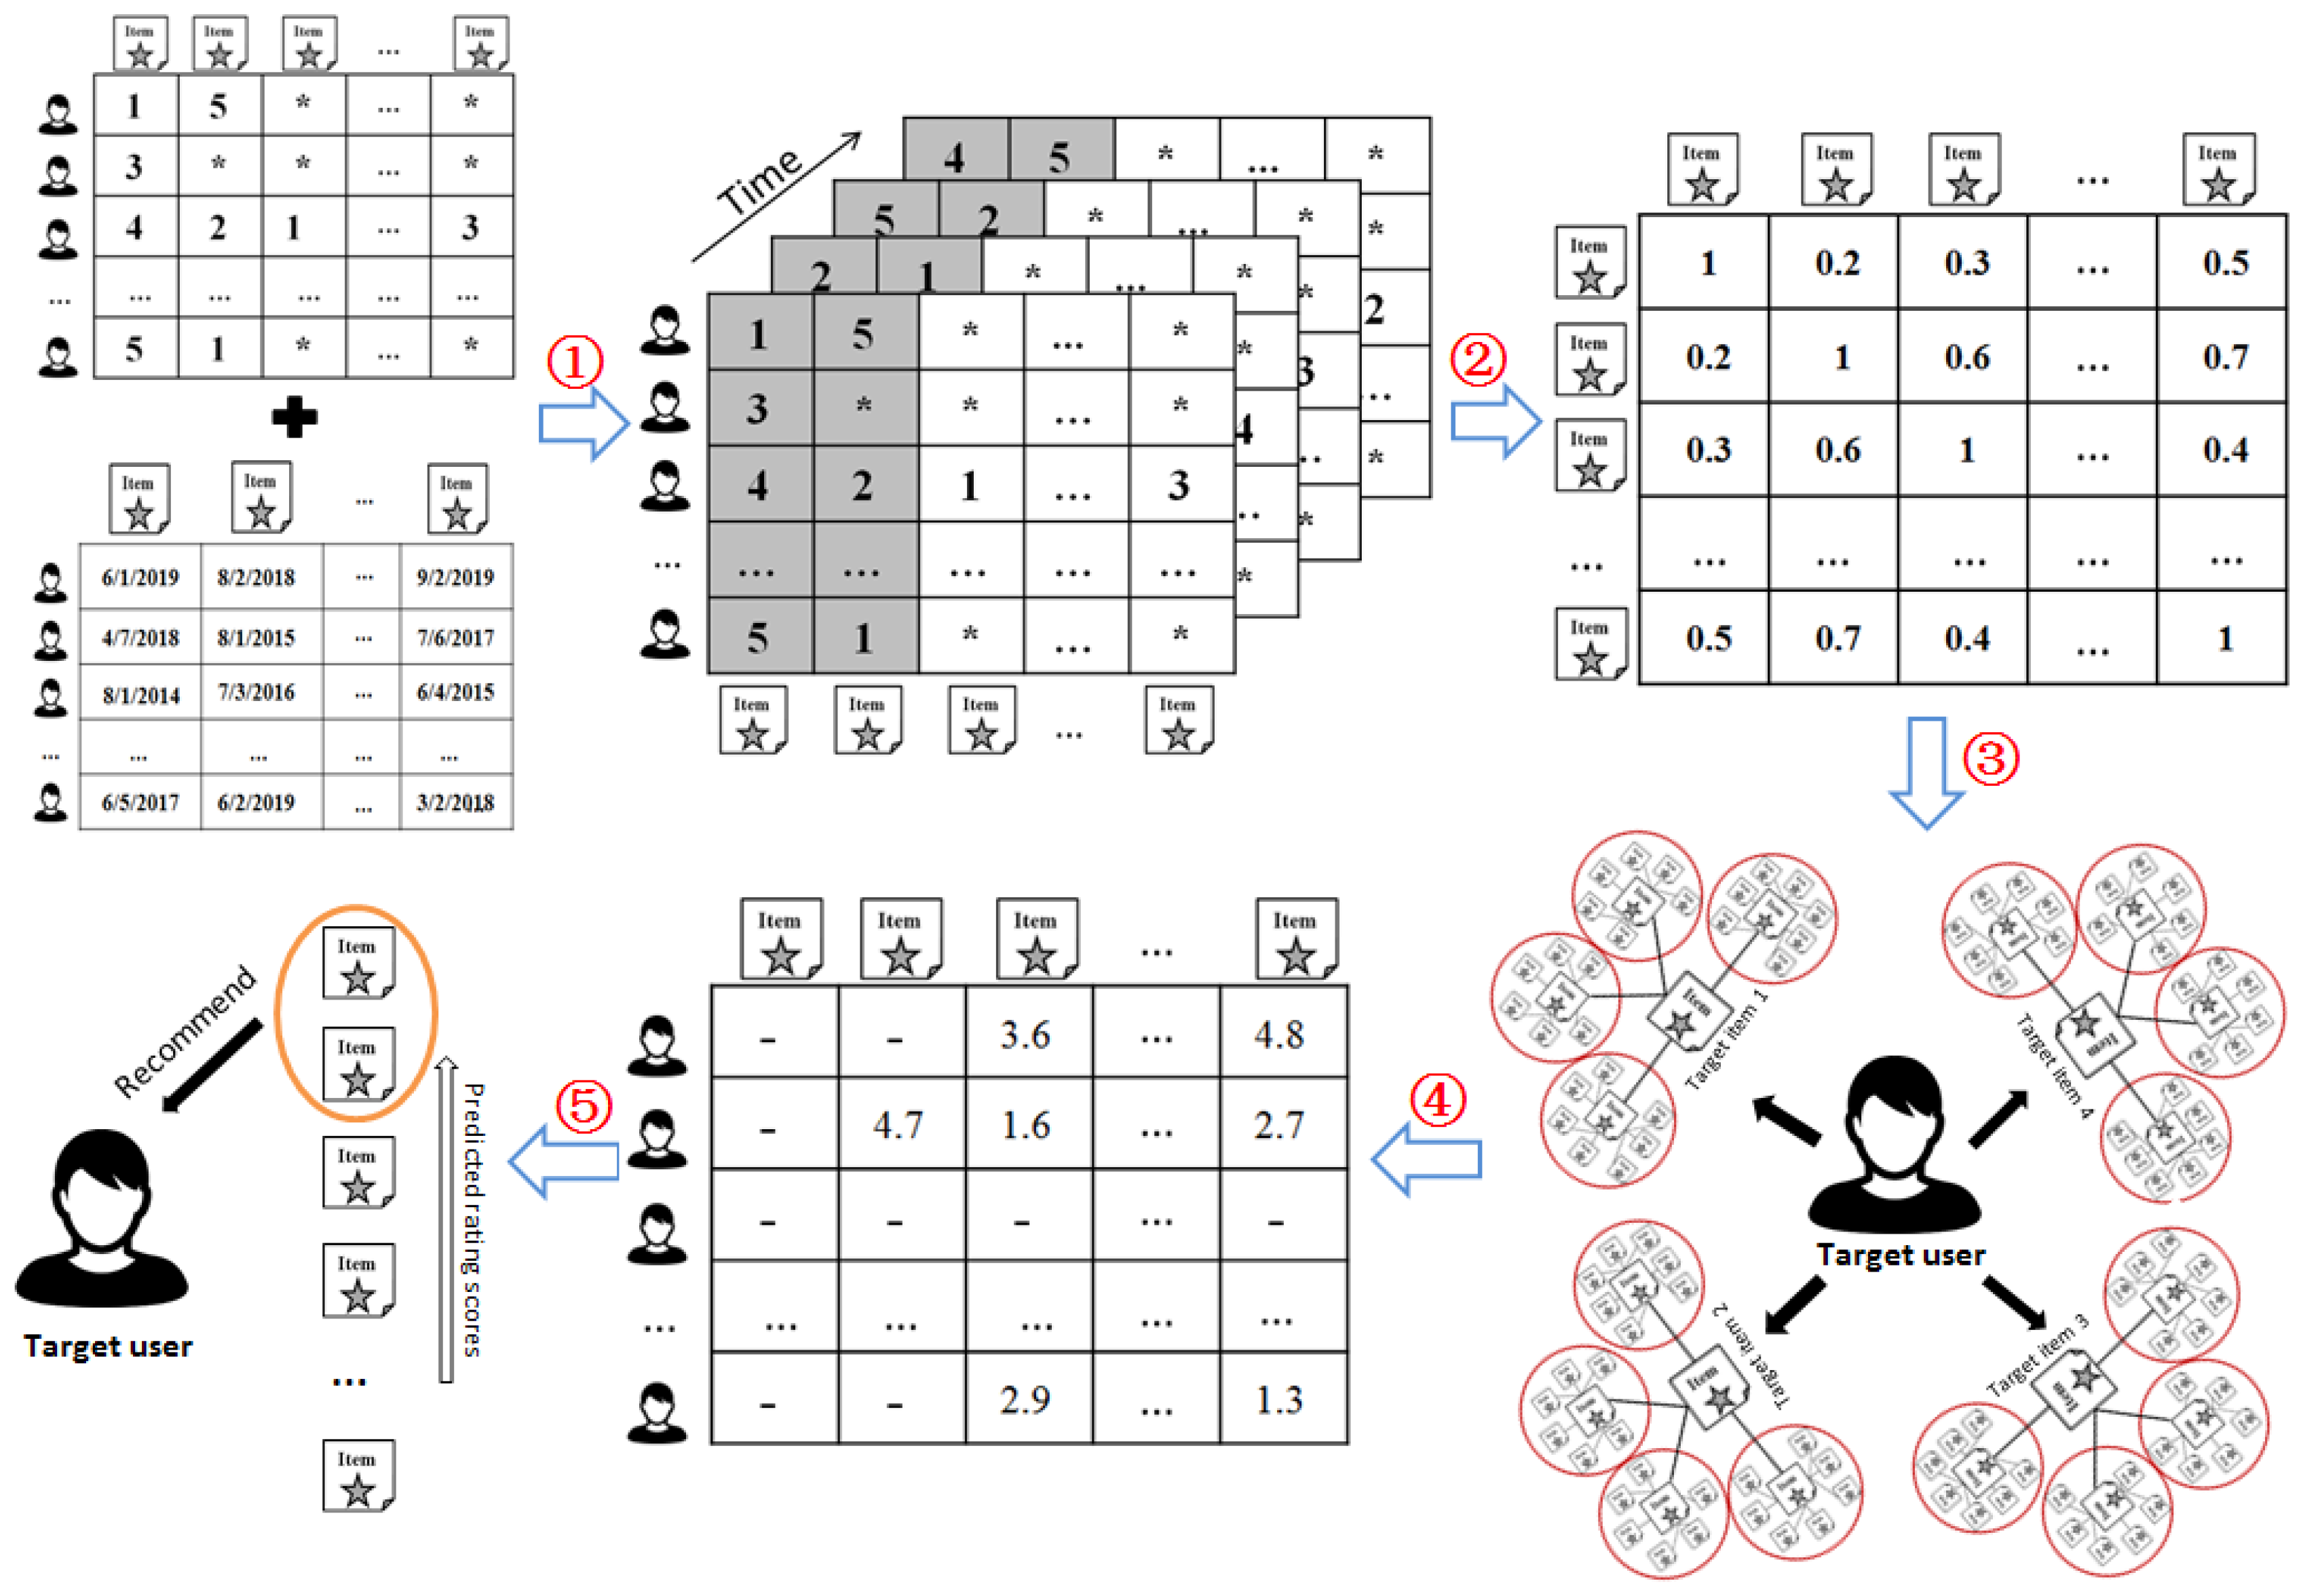 Item Item Item ... Item
1 5 * ... *
3 * * ... *
4 2 1 ... 3
... ... ... ... ... ...
5 1 * ... *
Item Item ... Item
6/1/2019 8/2/2018 ... 9/2/2019
4/7/2018 8/1/2015 ... 7/6/2017
8/1/2014 7/3/2016 ... 6/4/2015
... ... ... ... ...
6/5/2017 6/2/2019 ... 3/2/2018
①
Time
4 5 * ... *
*
2
...
*
5 2 * ... *
*
3
..
*
2 1 * ... *
*
4
..
*
1 5 * ... *
3 * * ... *
4 2 1 ... 3
... ... ... ... ... ...
5 1 * ... *
Item Item Item ... Item
②
Item Item Item ... Item
Item 1 0.2 0.3 ... 0.5
Item 0.2 1 0.6 ... 0.7
Item 0.3 0.6 1 ... 0.4
... ... ... ... ... ...
Item 0.5 0.7 0.4 ... 1
③
Item
Target item 1
Item
Target item 4
Target user
Item
Target item 2
Item
Target item 3
④
Item Item Item ... Item
- - 3.6 ... 4.8
- 4.7 1.6 ... 2.7
- - - ... -
... ... ... ... ... ...
- - 2.9 ... 1.3
⑤
Item
Item
Item
Item
...
Item
Predicted rating scores
Recommend
Target user